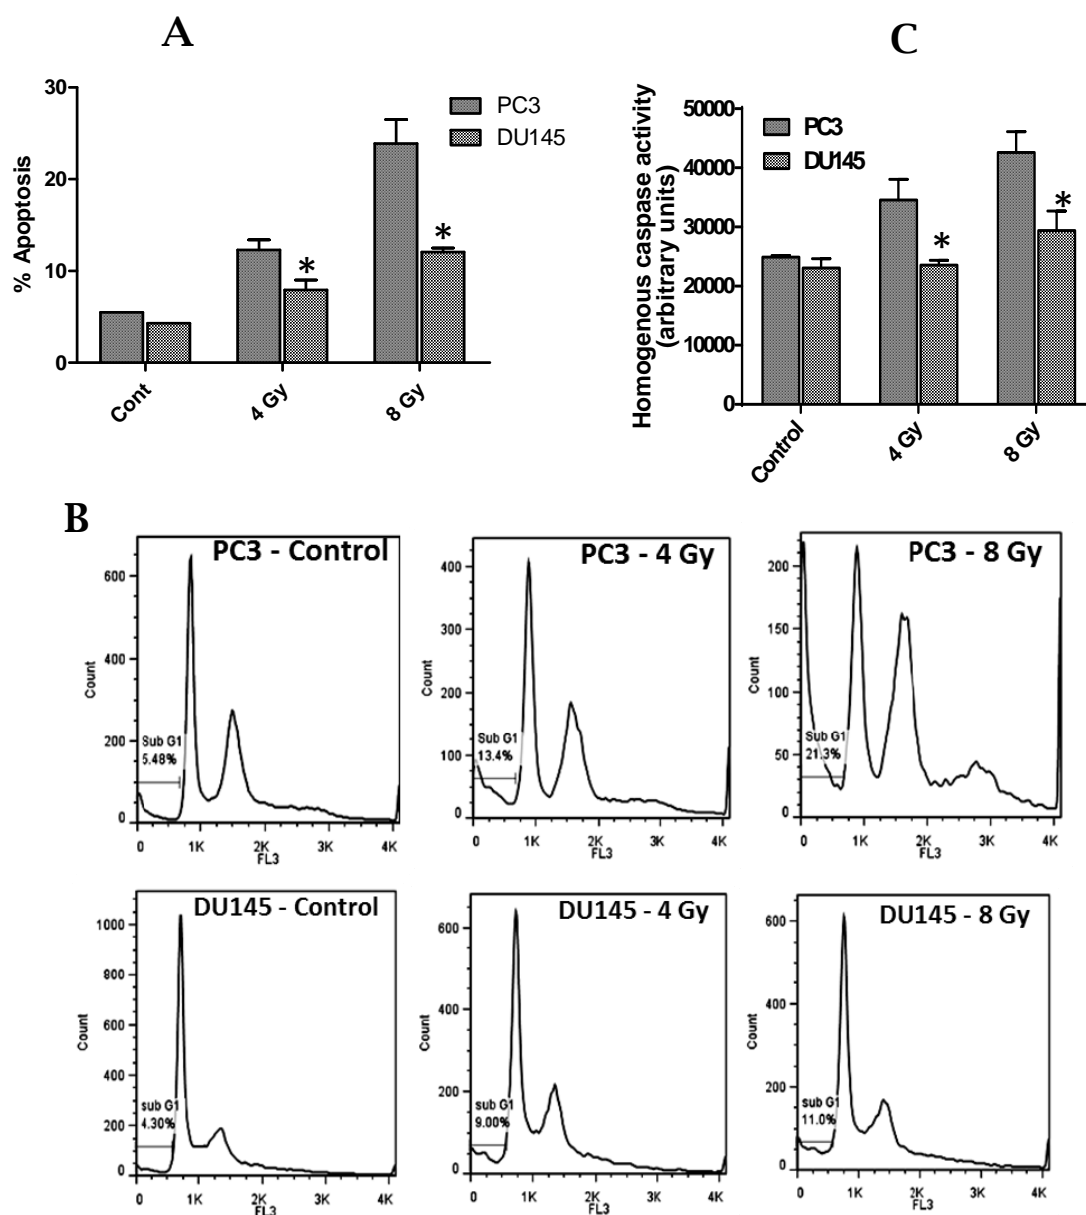 A
% Apoptosis
30
20
10
0
PC3
DU145
*
*
Cont
4 Gy
8 Gy
C
Homogenous caspase activity
(arbitrary units)
50000
40000
30000
20000
10000
0
PC3
DU145
*
*
Control
4 Gy
8 Gy
B
PC3 - Control
Count
600
400
200
0
Sub G1
5.48%
0 1K 2K 3K 4K
FL3
PC3 - 4 Gy
Count
400
300
200
100
0
Sub G1
13.4%
0 1K 2K 3K 4K
FL3
PC3 - 8 Gy
Count
200
150
100
50
0
Sub G1
21.3%
0 1K 2K 3K 4K
FL3
DU145 - Control
Count
1000
800
600
400
200
0
sub G1
4.30%
0 1K 2K 3K 4K
FL3
DU145 - 4 Gy
Count
600
400
200
0
sub G1
9.00%
0 1K 2K 3K 4K
FL3
DU145 - 8 Gy
Count
600
400
200
0
sub G1
11.0%
0 1K 2K 3K 4K
FL3